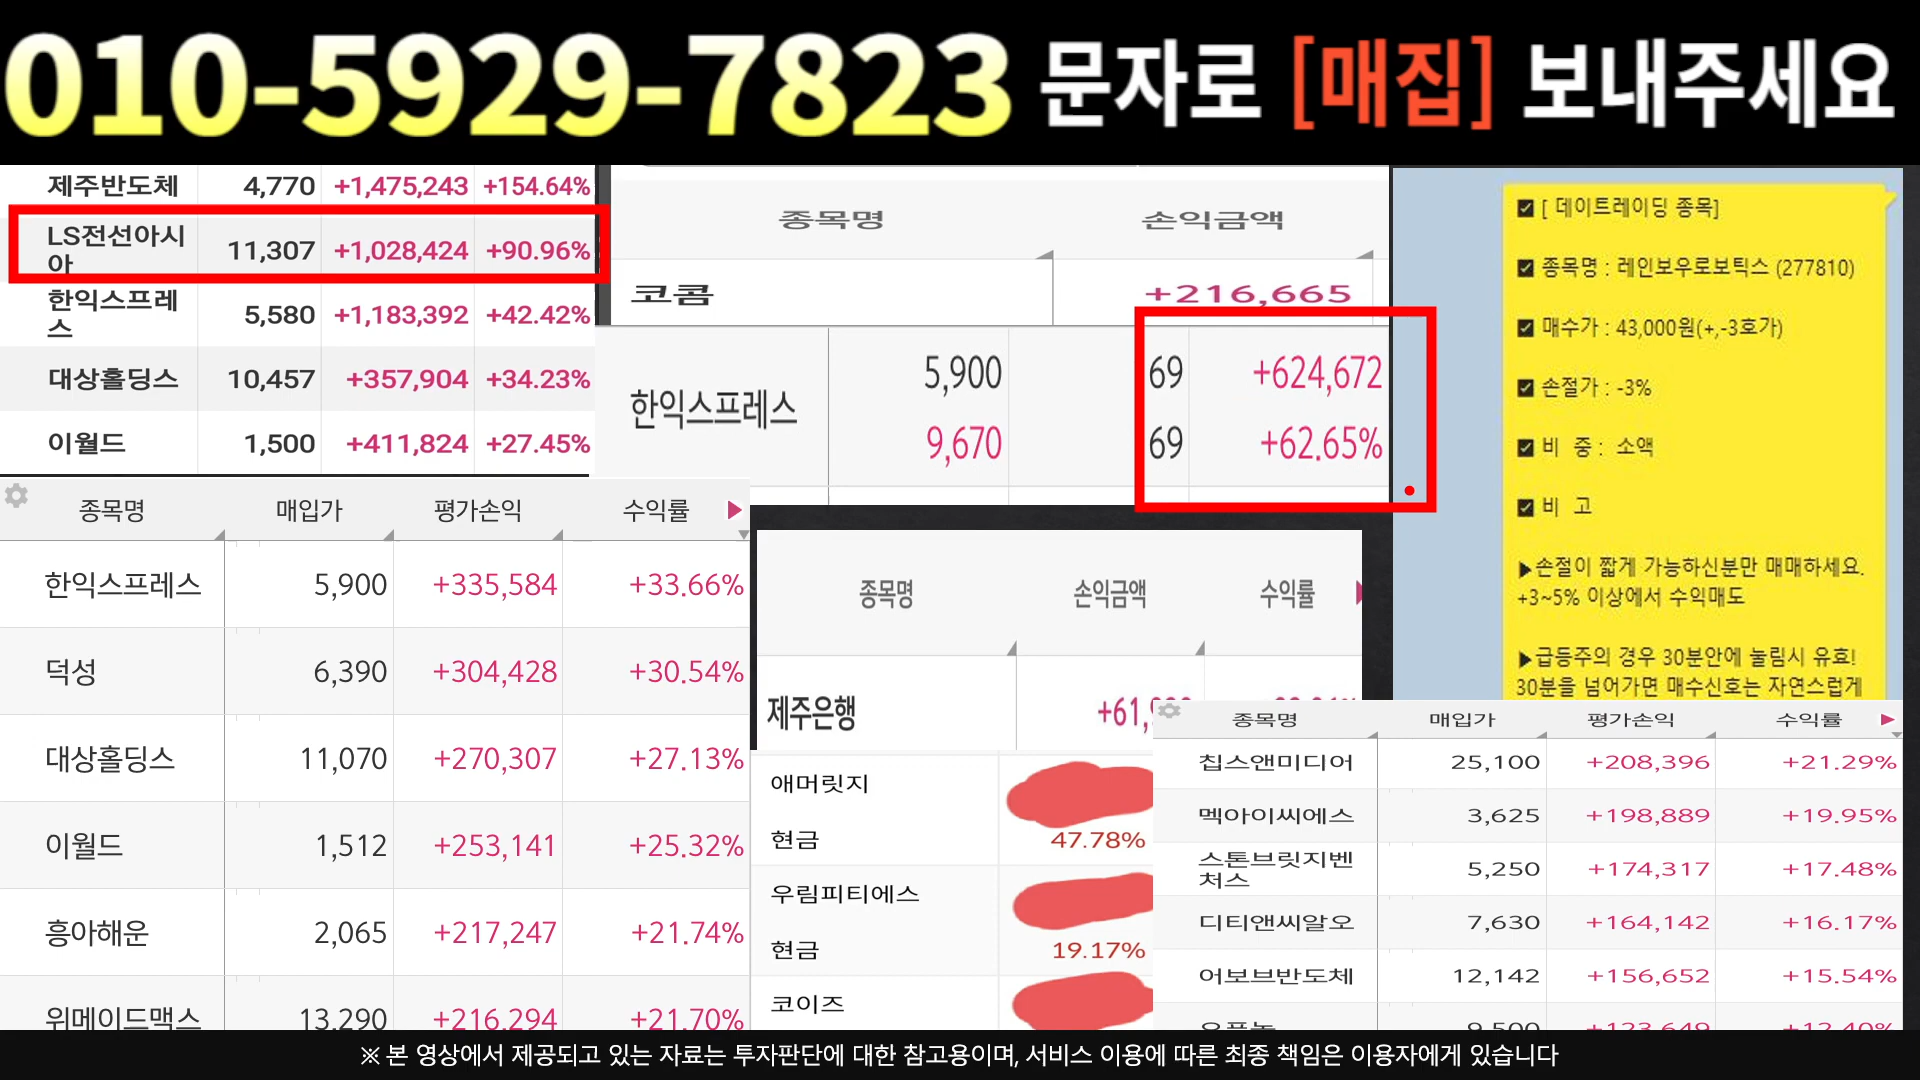 010-5929-7823 문자로 [매집] 보내주세요
제주반도체 4,770 +1,475,243 +154.64%
LS전선아시아 11,307 +1,028,424 +90.96%
한익스프레스 5,580 +1,183,392 +42.42%
대상홀딩스 10,457 +357,904 +34.23%
이월드 1,500 +411,824 +27.45%
종목명 손익금액
코콤 +216,665
한익스프레스 5,900 69 +624,672
9,670 69 +62.65%
☑ [ 데이트레이딩 종목]
☑ 종목명 : 레인보우로보틱스 (277810)
☑ 매수가 : 43,000원(+,-3호가)
☑ 손절가 : -3%
☑ 비 중 : 소액
☑ 비 고
▶손절이 짧게 가능하신분만 매매하세요.
+3~5% 이상에서 수익매도
▶급등주의 경우 30분안에 눌림시 유효!
30분을 넘어가면 매수신호는 자연스럽게
종목명 매입가 평가손익 수익률
한익스프레스 5,900 +335,584 +33.66%
덕성 6,390 +304,428 +30.54%
대상홀딩스 11,070 +270,307 +27.13%
이월드 1,512 +253,141 +25.32%
흥아해운 2,065 +217,247 +21.74%
위메이드맥스 13,290 +216,294 +21.70%
종목명 손익금액 수익률
제주은행 +61,
애머릿지
현금 47.78%
우림피티에스
현금 19.17%
코이즈
종목명 매입가 평가손익 수익률
칩스앤미디어 25,100 +208,396 +21.29%
멕아이씨에스 3,625 +198,889 +19.95%
스톤브릿지벤처스 5,250 +174,317 +17.48%
디티앤씨알오 7,630 +164,142 +16.17%
어보브반도체 12,142 +156,652 +15.54%
※ 본 영상에서 제공되고 있는 자료는 투자판단에 대한 참고용이며, 서비스 이용에 따른 최종 책임은 이용자에게 있습니다